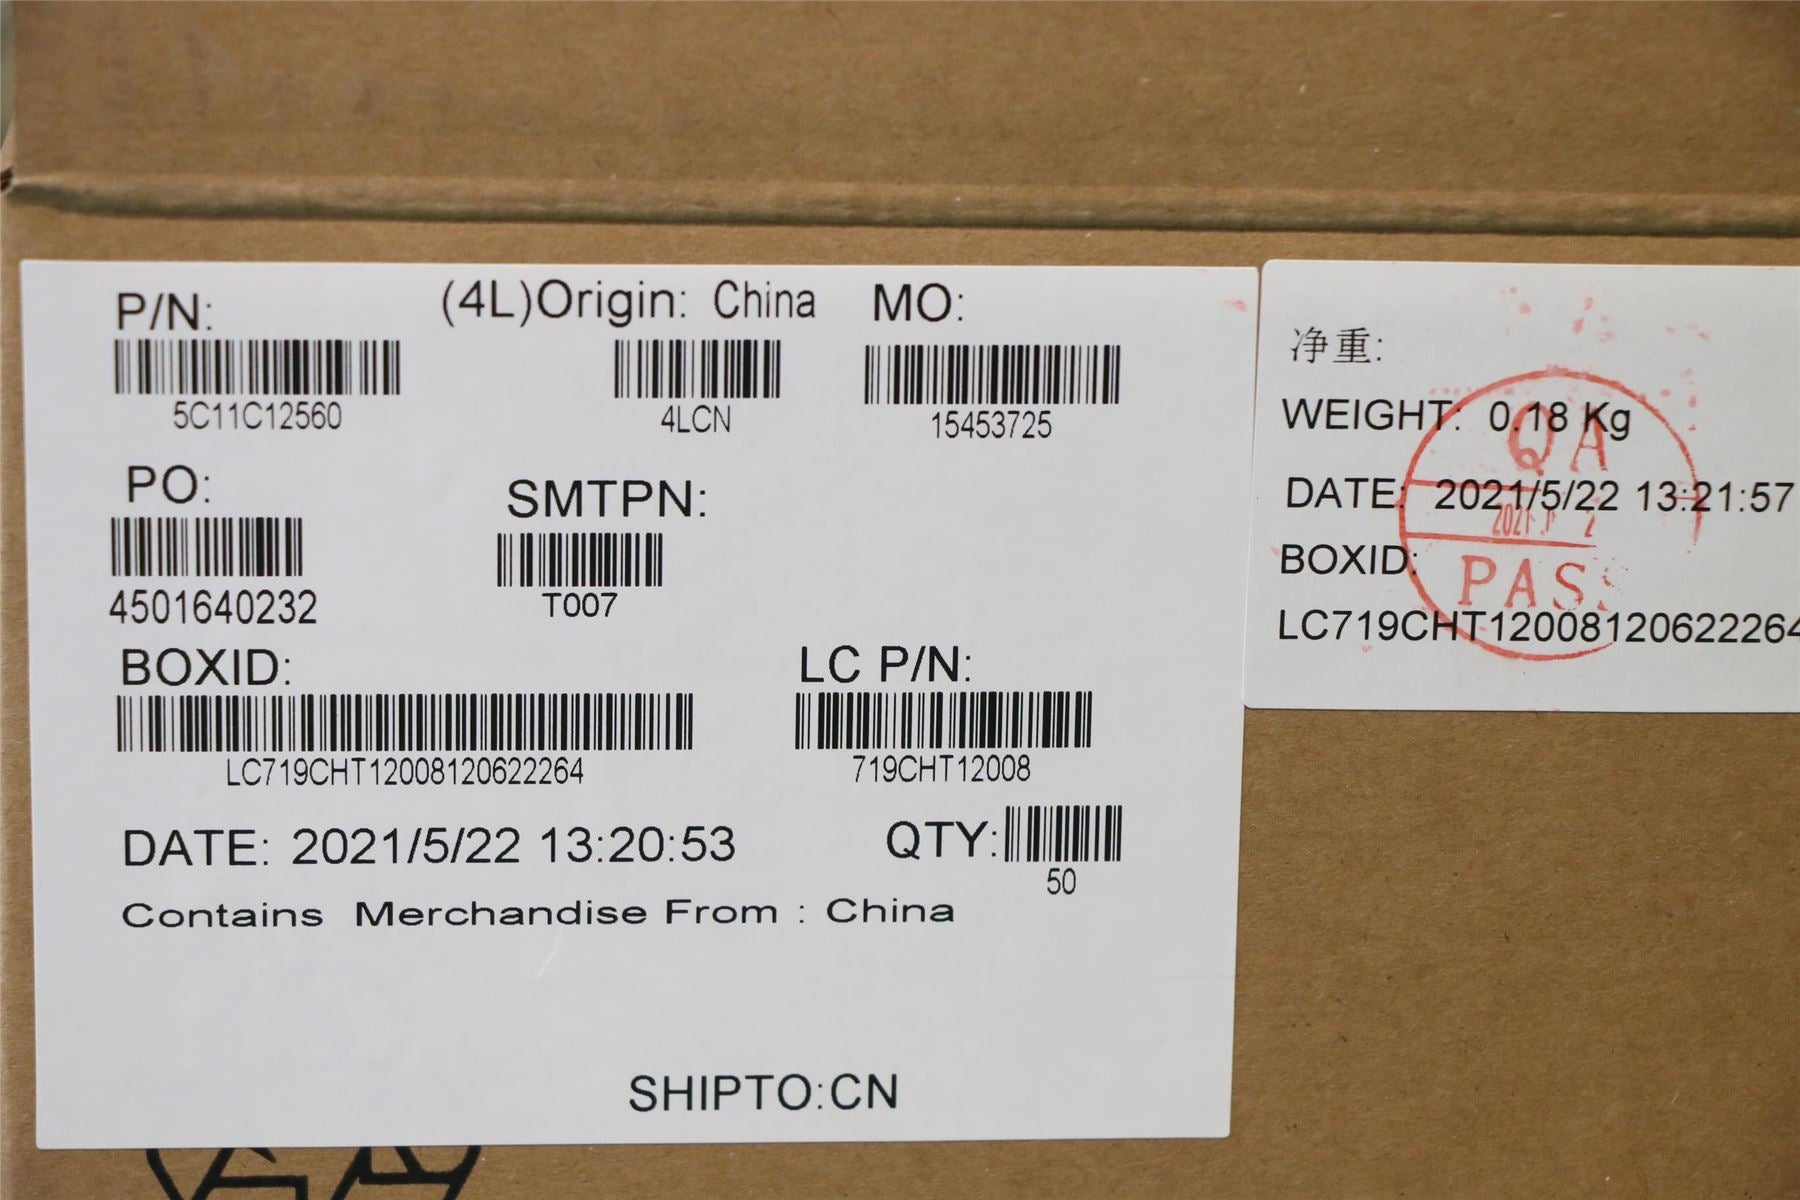 P/N:
(4L)Origin: China
MO:
5C11C12560
4LCN
15453725
PO:
SMTPN:
4501640232
T007
BOXID:
LC P/N:
LC719CHT12008120622264
719CHT12008
DATE: 2021/5/22 13:20:53
QTY:
50
Contains Merchandise From : China
SHIPTO:CN
净重:
WEIGHT: 0.18 Kg
DATE: 2021/5/22 13:21:57
BOXID:
LC719CHT12008120622264
QA
PASS